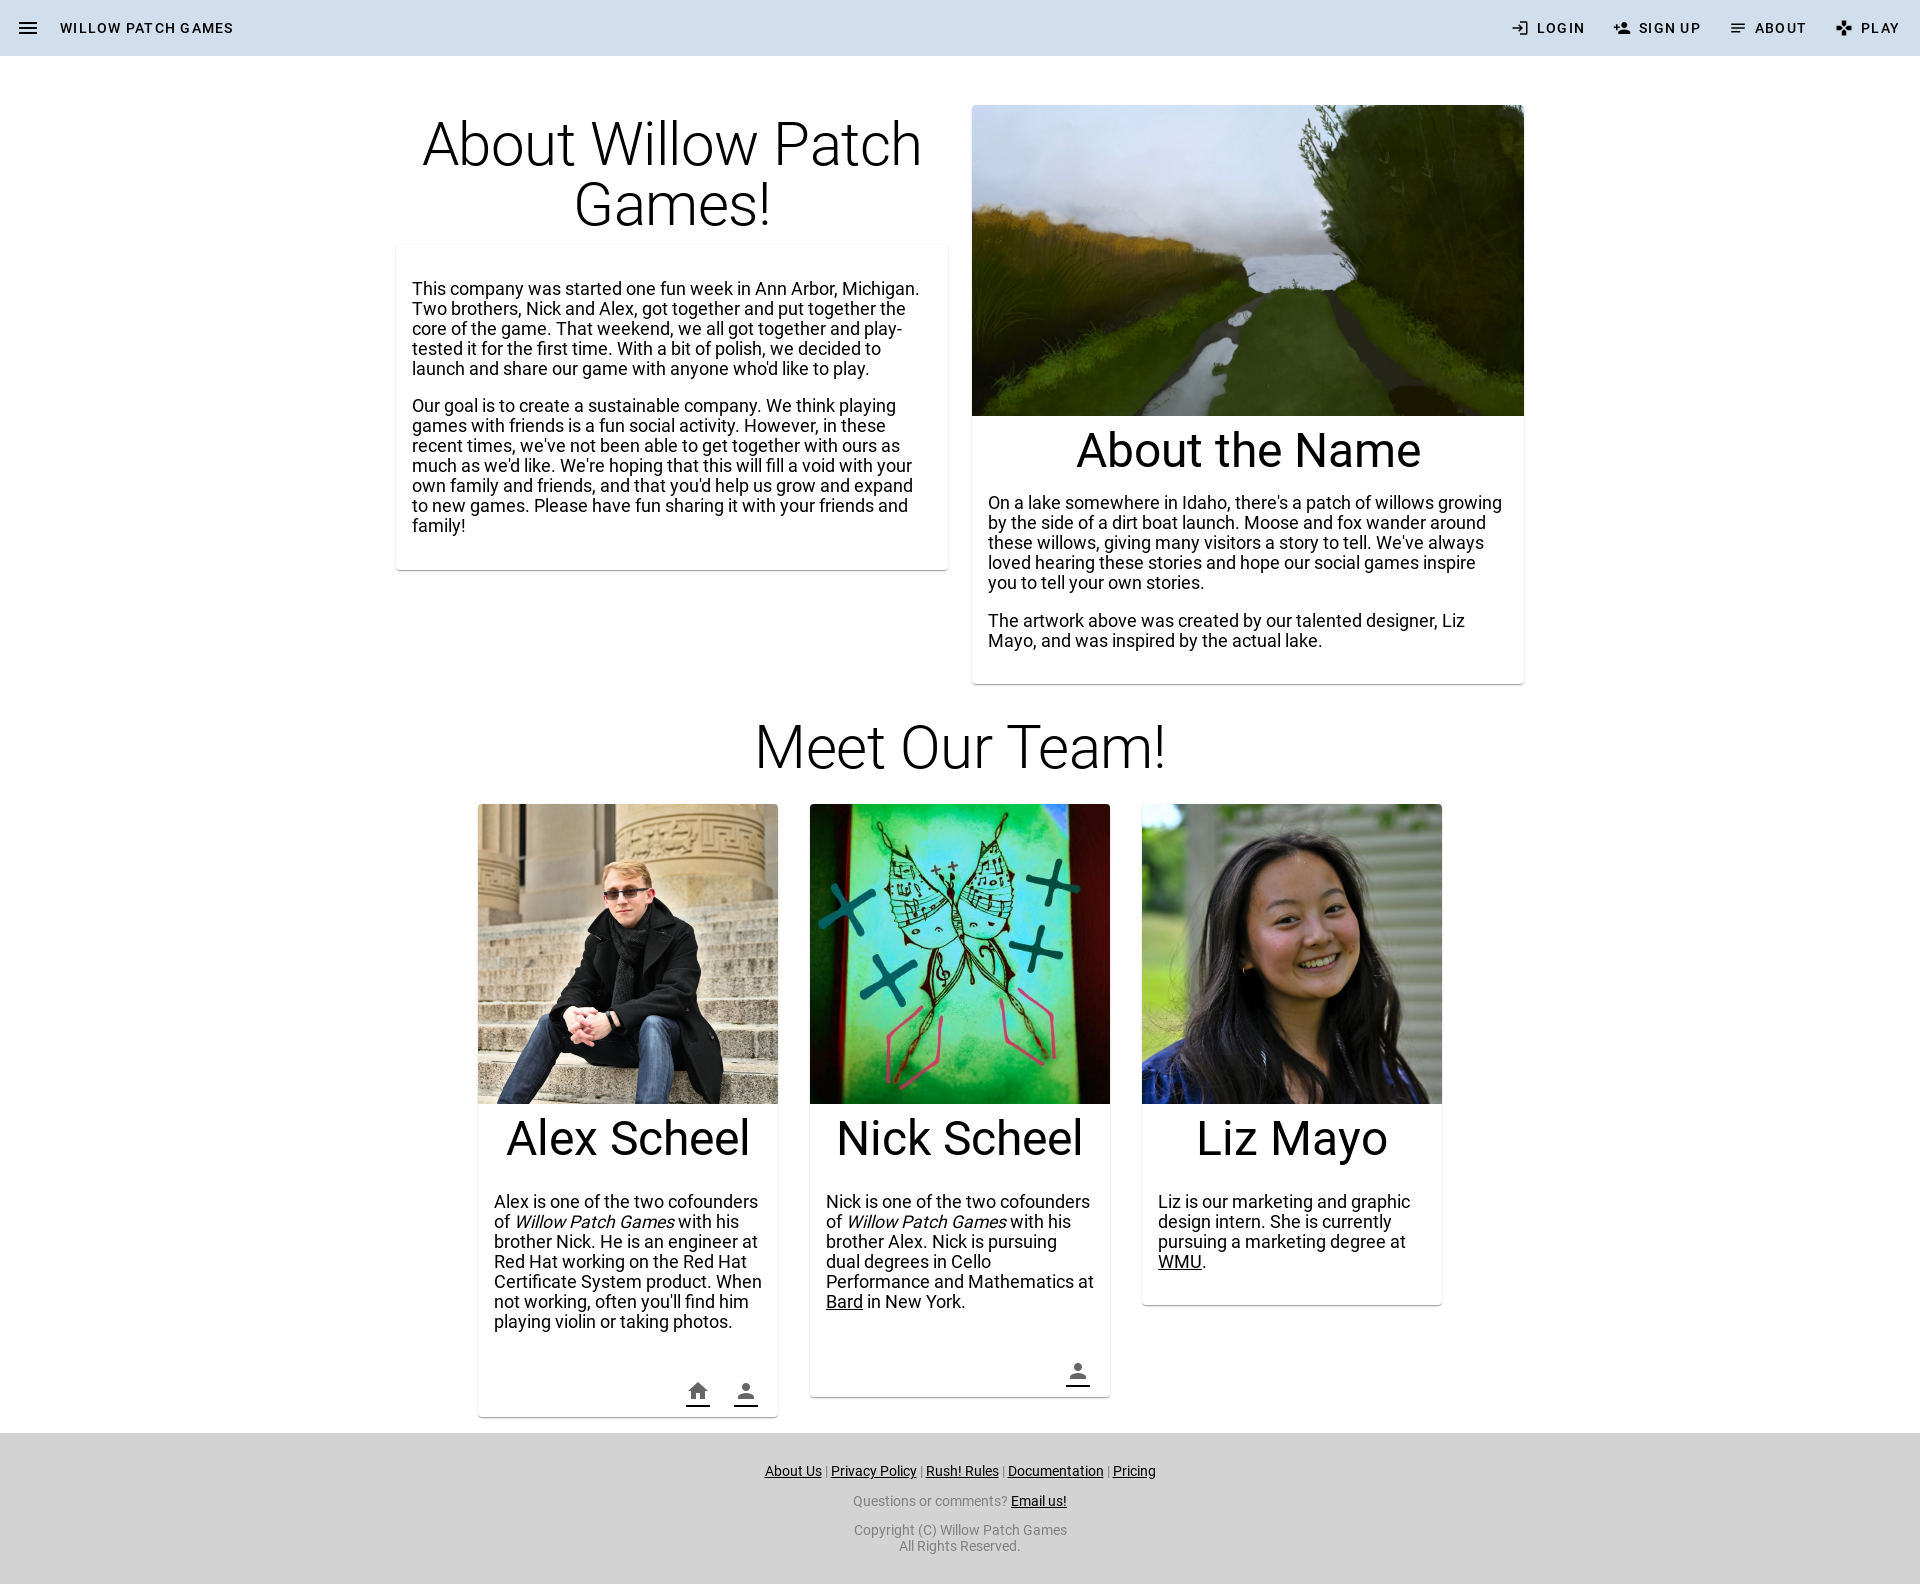 WILLOW PATCH GAMES
LOGIN
SIGN UP
ABOUT
PLAY
About Willow Patch
Games!
This company was started one fun week in Ann Arbor, Michigan.
Two brothers, Nick and Alex, got together and put together the
core of the game. That weekend, we all got together and play-
tested it for the first time. With a bit of polish, we decided to
launch and share our game with anyone who'd like to play.
Our goal is to create a sustainable company. We think playing
games with friends is a fun social activity. However, in these
recent times, we've not been able to get together with ours as
much as we'd like. We're hoping that this will fill a void with your
own family and friends, and that you'd help us grow and expand
to new games. Please have fun sharing it with your friends and
family!
About the Name
On a lake somewhere in Idaho, there's a patch of willows growing
by the side of a dirt boat launch. Moose and fox wander around
these willows, giving many visitors a story to tell. We've always
loved hearing these stories and hope our social games inspire
you to tell your own stories.
The artwork above was created by our talented designer, Liz
Mayo, and was inspired by the actual lake.
Meet Our Team!
Alex Scheel
Alex is one of the two cofounders
of Willow Patch Games with his
brother Nick. He is an engineer at
Red Hat working on the Red Hat
Certificate System product. When
not working, often you'll find him
playing violin or taking photos.
Nick Scheel
Nick is one of the two cofounders
of Willow Patch Games with his
brother Alex. Nick is pursuing
dual degrees in Cello
Performance and Mathematics at
Bard in New York.
Liz Mayo
Liz is our marketing and graphic
design intern. She is currently
pursuing a marketing degree at
WMU.
About Us | Privacy Policy | Rush! Rules | Documentation | Pricing
Questions or comments? Email us!
Copyright (C) Willow Patch Games
All Rights Reserved.